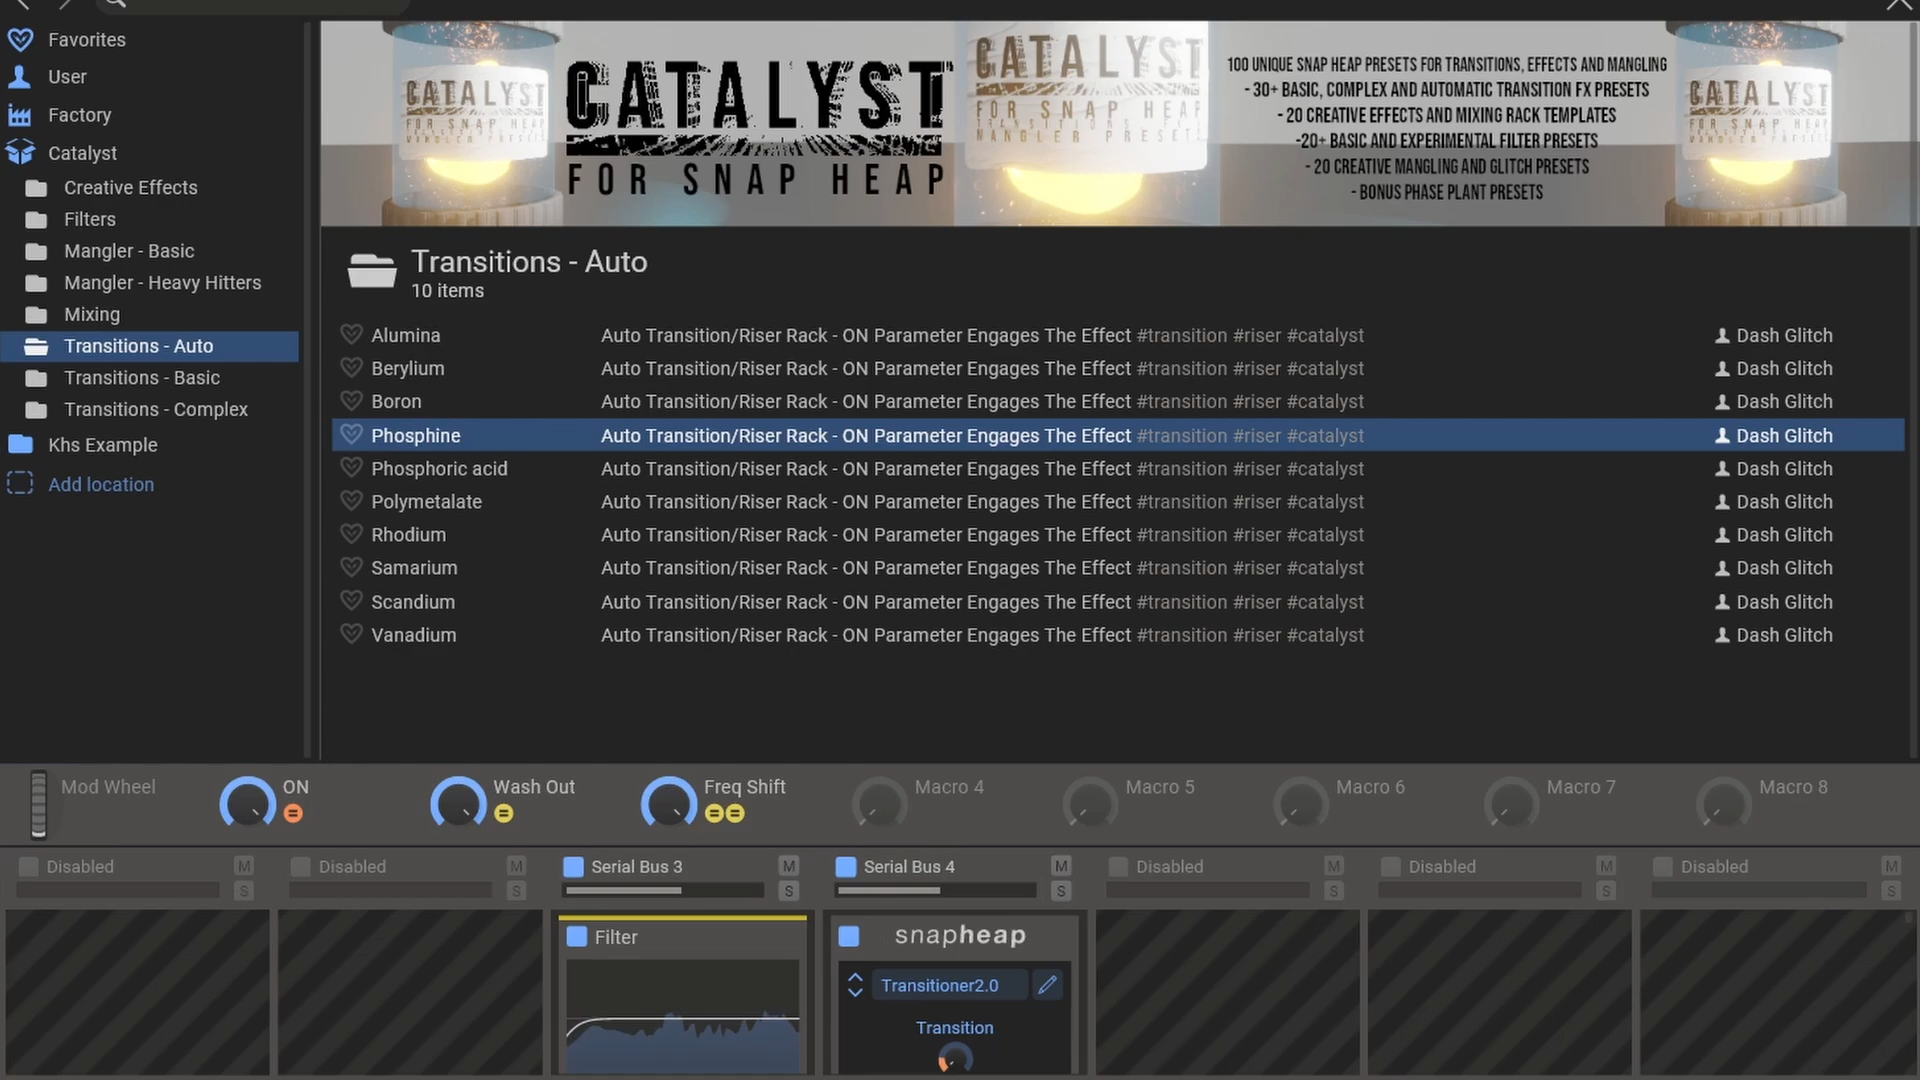 Favorites
User
Factory
Catalyst
Creative Effects
Filters
Mangler - Basic
Mangler - Heavy Hitters
Mixing
Transitions - Auto
Transitions - Basic
Transitions - Complex
Khs Example
Add location
CATALYST
FOR SNAP HEAP
CATALYST
FOR SNAP HEAP
CATALYST
FOR SNAP HEAP
TRANSITIONS
MANGLER PRESETS
100 UNIQUE SNAP HEAP PRESETS FOR TRANSITIONS, EFFECTS AND MANGLING
- 30+ BASIC, COMPLEX AND AUTOMATIC TRANSITION FX PRESETS
- 20 CREATIVE EFFECTS AND MIXING RACK TEMPLATES
-20+ BASIC AND EXPERIMENTAL FILTER PRESETS
- 20 CREATIVE MANGLING AND GLITCH PRESETS
- BONUS PHASE PLANT PRESETS
CATALYST
FOR SNAP HEAP
Transitions - Auto
10 items
Alumina Auto Transition/Riser Rack - ON Parameter Engages The Effect #transition #riser #catalyst Dash Glitch
Berylium Auto Transition/Riser Rack - ON Parameter Engages The Effect #transition #riser #catalyst Dash Glitch
Boron Auto Transition/Riser Rack - ON Parameter Engages The Effect #transition #riser #catalyst Dash Glitch
Phosphine Auto Transition/Riser Rack - ON Parameter Engages The Effect #transition #riser #catalyst Dash Glitch
Phosphoric acid Auto Transition/Riser Rack - ON Parameter Engages The Effect #transition #riser #catalyst Dash Glitch
Polymetalate Auto Transition/Riser Rack - ON Parameter Engages The Effect #transition #riser #catalyst Dash Glitch
Rhodium Auto Transition/Riser Rack - ON Parameter Engages The Effect #transition #riser #catalyst Dash Glitch
Samarium Auto Transition/Riser Rack - ON Parameter Engages The Effect #transition #riser #catalyst Dash Glitch
Scandium Auto Transition/Riser Rack - ON Parameter Engages The Effect #transition #riser #catalyst Dash Glitch
Vanadium Auto Transition/Riser Rack - ON Parameter Engages The Effect #transition #riser #catalyst Dash Glitch
Mod Wheel ON Wash Out Freq Shift Macro 4 Macro 5 Macro 6 Macro 7 Macro 8
Disabled M Disabled M Serial Bus 3 M Serial Bus 4 M Disabled M Disabled M Disabled M
S S S S S S S
Filter snapheap
Transitioner2.0
Transition